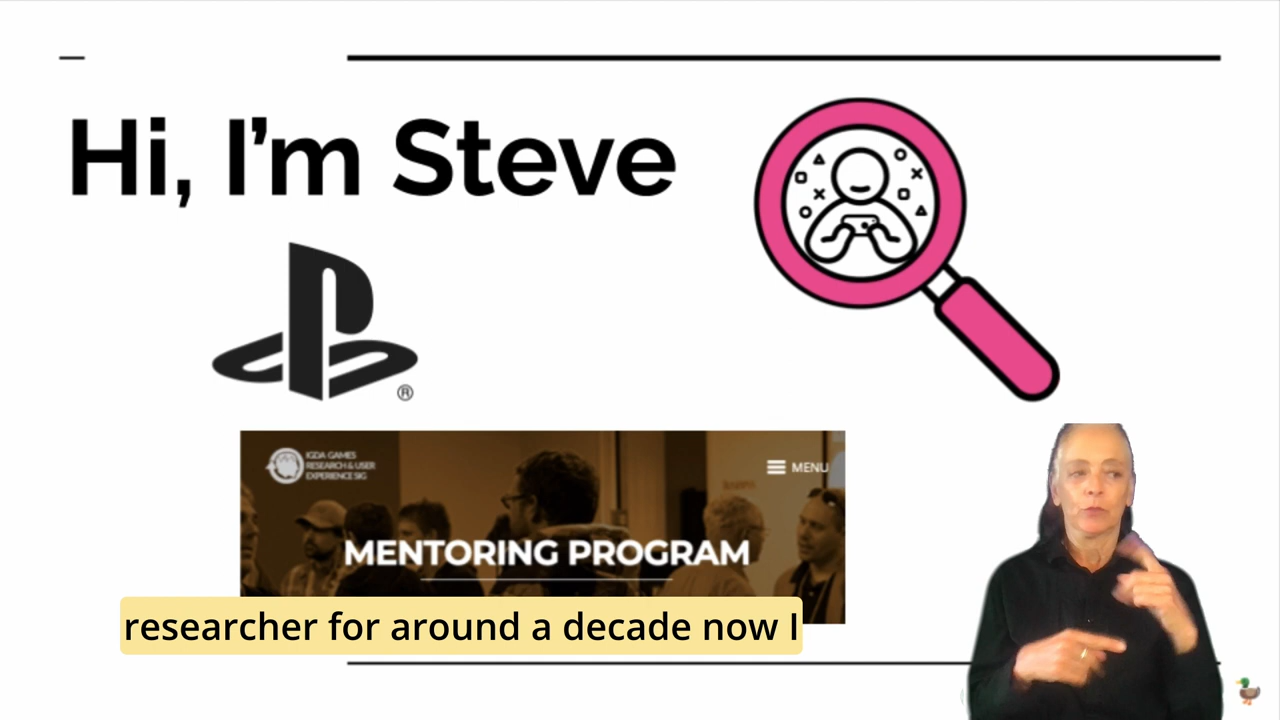 Hi, I'm Steve
®
IGDA GAMES
RESEARCH & USER
EXPERIENCE SIG
MENU
MENTORING PROGRAM
researcher for around a decade now I